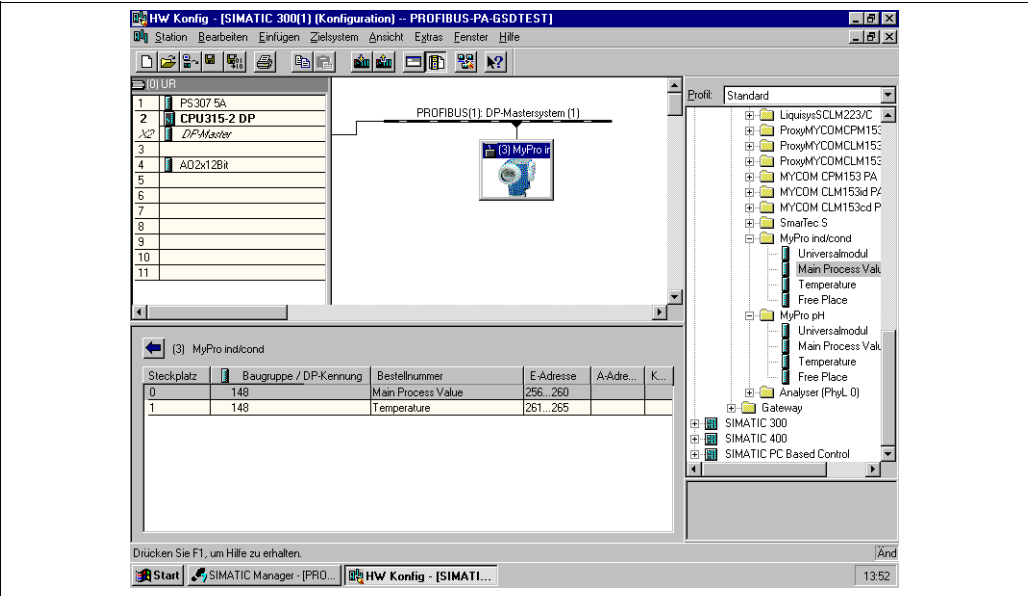 HW Konfig - [SIMATIC 300(1) (Konfiguration) -- PROFIBUS-PA-GSDTEST]
Station Bearbeiten Einfügen Zielsystem Ansicht Extras Fenster Hilfe
(0) UR
1 PS307 5A
2 CPU315-2 DP
X2 DP-Master
3
4 AO2x12Bit
5
6
7
8
9
10
11
PROFIBUS(1): DP-Mastersystem (1)
(3) MyPro in
Profil: Standard
LiquisysSCLM223/C
ProxyMYCOMCPM153
ProxyMYCOMCLM153
ProxyMYCOMCLM153
MYCOM CPM153 PA
MYCOM CLM153id PA
MYCOM CLM153cd P
SmarTec S
MyPro ind/cond
Universalmodul
Main Process Valu
Temperature
Free Place
MyPro pH
Universalmodul
Main Process Valu
Temperature
Free Place
Analyser (PhyL 0)
Gateway
SIMATIC 300
SIMATIC 400
SIMATIC PC Based Control
(3) MyPro ind/cond
Steckplatz Baugruppe / DP-Kennung Bestellnummer E-Adresse A-Adre... K...
0 148 Main Process Value 256...260
1 148 Temperature 261...265
Drücken Sie F1, um Hilfe zu erhalten.
Änd
Start SIMATIC Manager - [PRO... HW Konfig - [SIMATI... 13:52